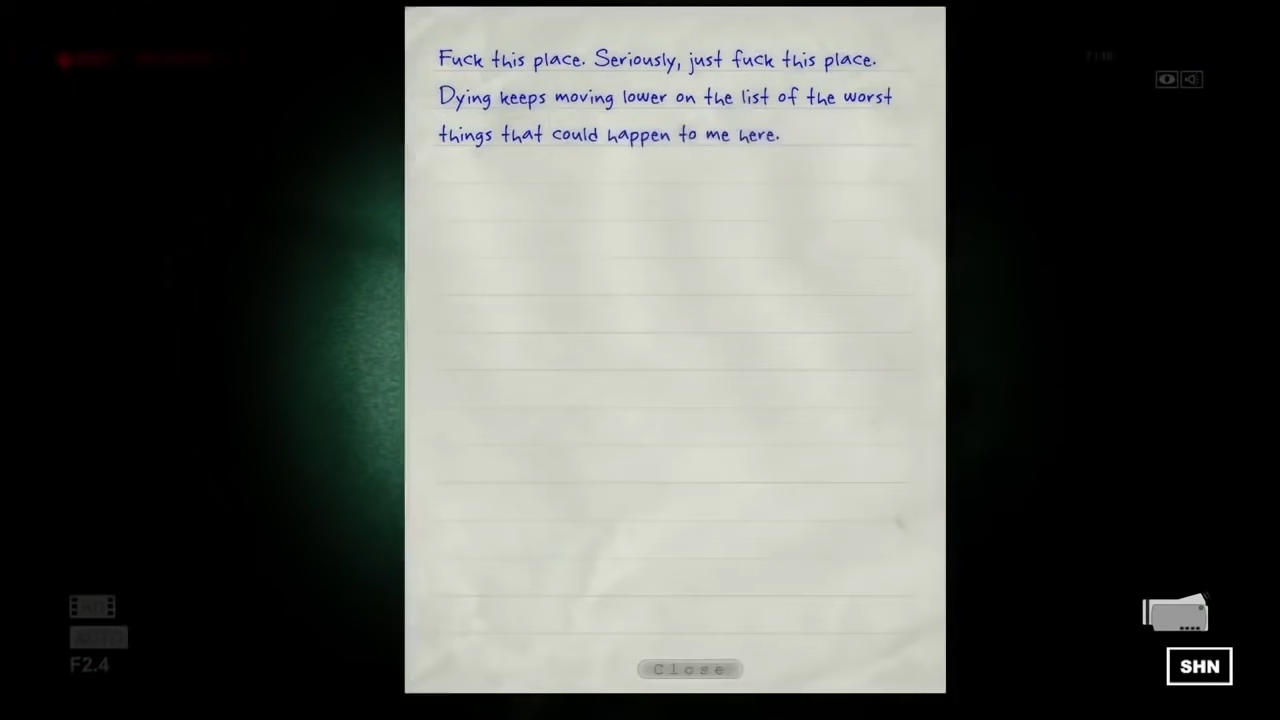 Fuck this place. Seriously, just fuck this place.
Dying keeps moving lower on the list of the worst
things that could happen to me here.
Close
AUTO
F2.4
SHN